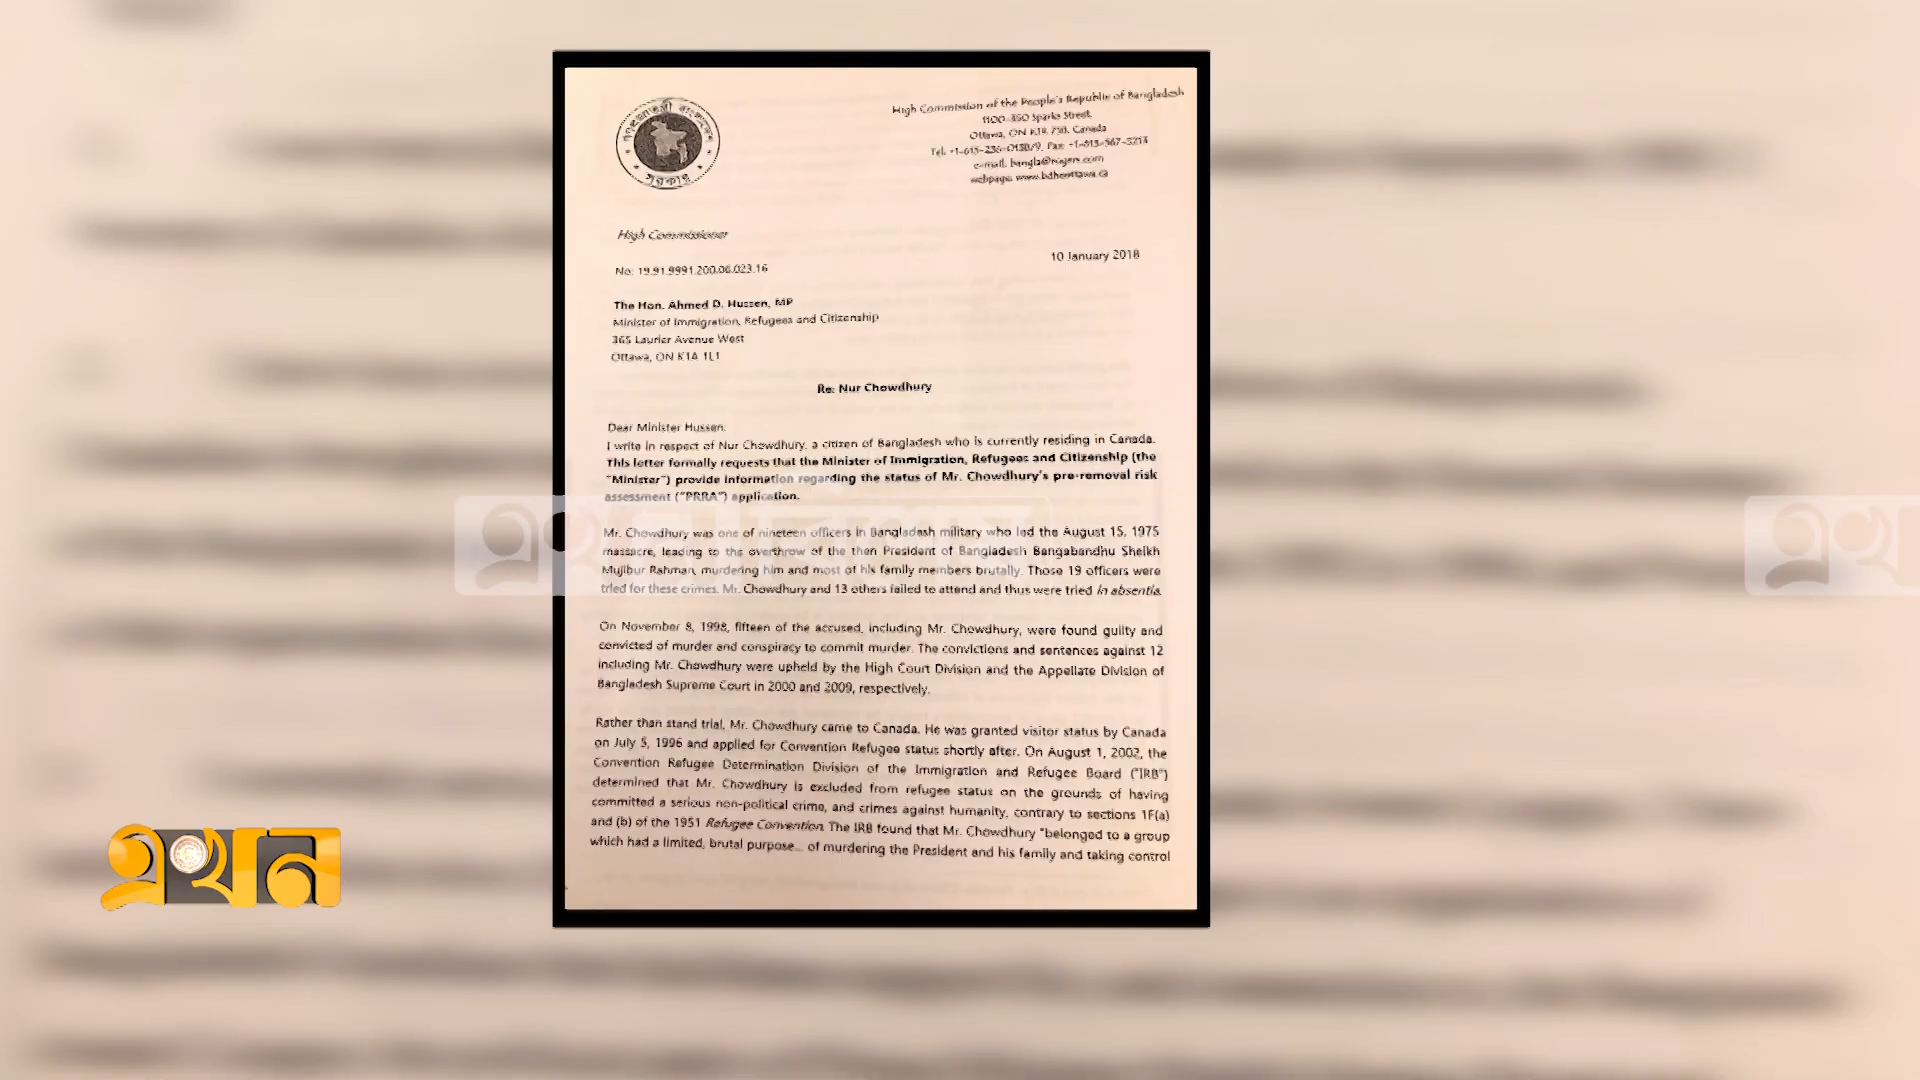 গণপ্রজাতন্ত্রী বাংলাদেশ
সরকার
High Commission of the People's Republic of Bangladesh
Sparks Street,
Ottawa, ON K1R 7S8, Canada
e-mail: bangla@rogers.com
webpage: www.bdhcottawa.ca
High Commissioner
10 January 2018
No: 19.91.9991.200.06.023.16
The Hon. Ahmed D. Hussen, MP
Minister of Immigration, Refugees and Citizenship
365 Laurier Avenue West
Ottawa, ON K1A 1L1
Re: Nur Chowdhury
Dear Minister Hussen,
I write in respect of Nur Chowdhury, a citizen of Bangladesh who is currently residing in Canada.
This letter formally requests that the Minister of Immigration, Refugees and Citizenship (the
"Minister") provide information regarding the status of Mr. Chowdhury's pre-removal risk
assessment ("PRRA") application.
Mr. Chowdhury was one of nineteen officers in Bangladesh military who led the August 15, 1975
massacre, leading to the overthrow of the then President of Bangladesh Bangabandhu Sheikh
Mujibur Rahman, murdering him and most of his family members brutally. Those 19 officers were
tried for these crimes. Mr. Chowdhury and 13 others failed to attend and thus were tried in absentia.
On November 8, 1998, fifteen of the accused, including Mr. Chowdhury, were found guilty and
convicted of murder and conspiracy to commit murder. The convictions and sentences against 12
including Mr. Chowdhury were upheld by the High Court Division and the Appellate Division of
Bangladesh Supreme Court in 2000 and 2009, respectively.
Rather than stand trial, Mr. Chowdhury came to Canada. He was granted visitor status by Canada
on July 5, 1996 and applied for Convention Refugee status shortly after. On August 1, 2002, the
Convention Refugee Determination Division of the Immigration and Refugee Board ("IRB")
determined that Mr. Chowdhury is excluded from refugee status on the grounds of having
committed a serious non-political crime, and crimes against humanity, contrary to sections 1F(a)
and (b) of the 1951 Refugee Convention. The IRB found that Mr. Chowdhury "belonged to a group
which had a limited, brutal purpose... of murdering the President and his family and taking control
এখন
এখন
এখ